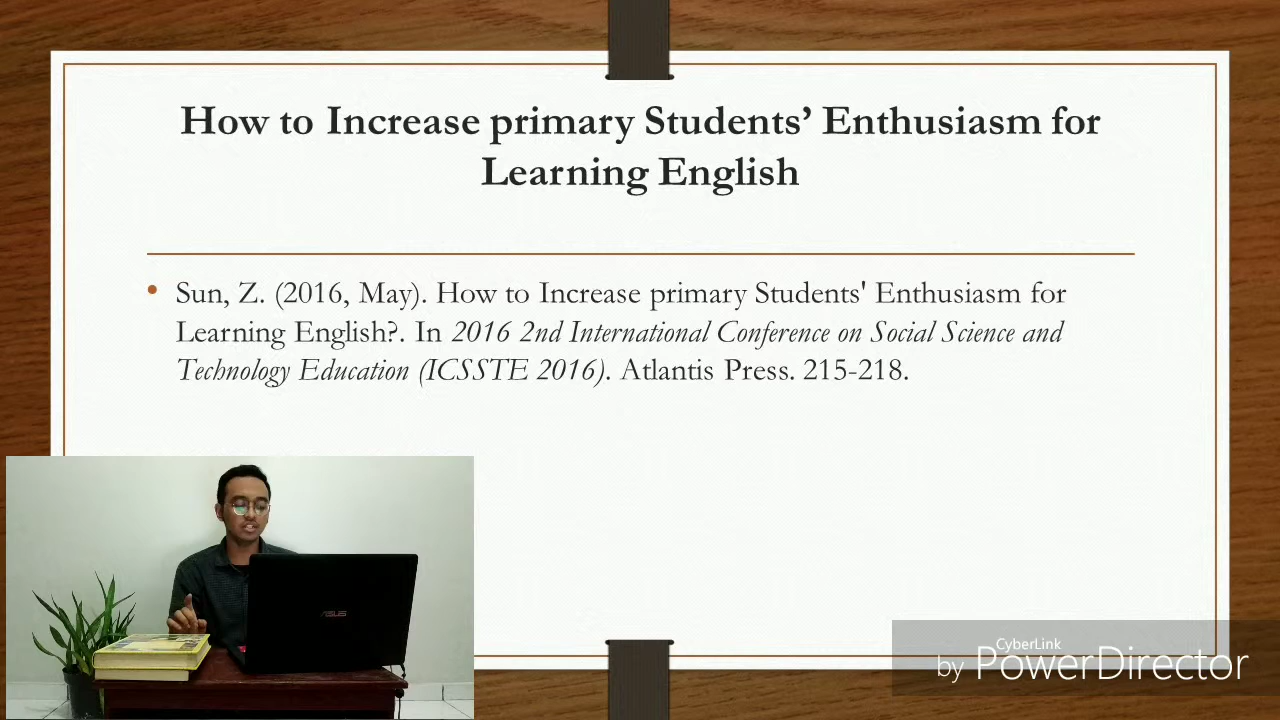 How to Increase primary Students’ Enthusiasm for
Learning English
• Sun, Z. (2016, May). How to Increase primary Students' Enthusiasm for
Learning English?. In 2016 2nd International Conference on Social Science and
Technology Education (ICSSTE 2016). Atlantis Press. 215-218.
ASUS
CyberLink
by PowerDirector